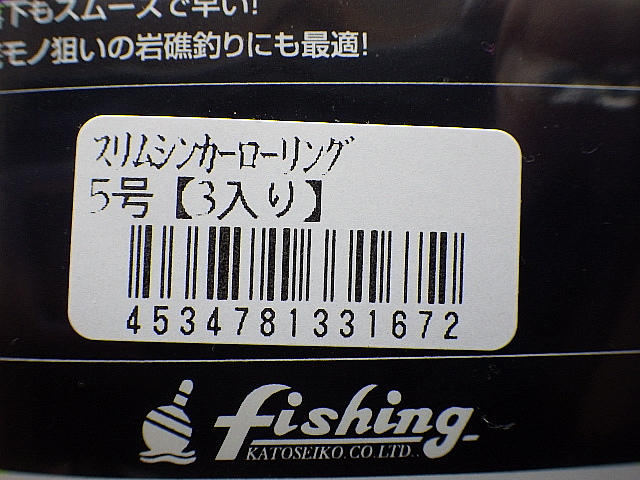 下もスムーズで早い!
モノ狙いの岩礁釣りにも最適!
スリムシンカーローリング
5号【3入り】
4534781331672
fishing
KATOSEIKO.CO.LTD.